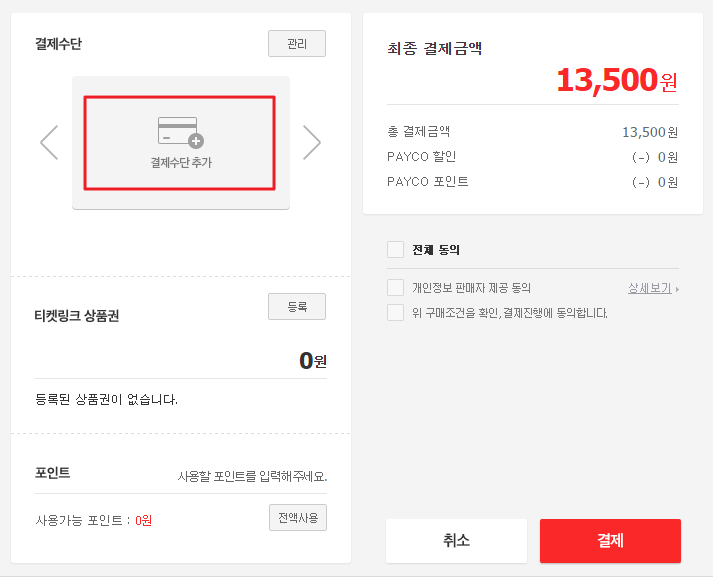 결제수단
관리
결제수단 추가
티켓링크 상품권
등록
0원
등록된 상품권이 없습니다.
포인트
사용할 포인트를 입력해주세요.
사용가능 포인트 : 0원
전액사용
최종 결제금액
13,500원
총 결제금액 13,500원
PAYCO 할인 (-) 0원
PAYCO 포인트 (-) 0원
전체 동의
개인정보 판매자 제공 동의 상세보기
위 구매조건을 확인, 결제진행에 동의합니다.
취소
결제